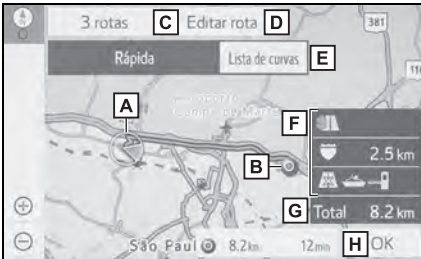 3 rotas C Editar rota D
381
Rápida Lista de curvas E
116
A
F
B
2.5 km
G Total 8.2 km
São Paul 8.2 km 12 min H OK